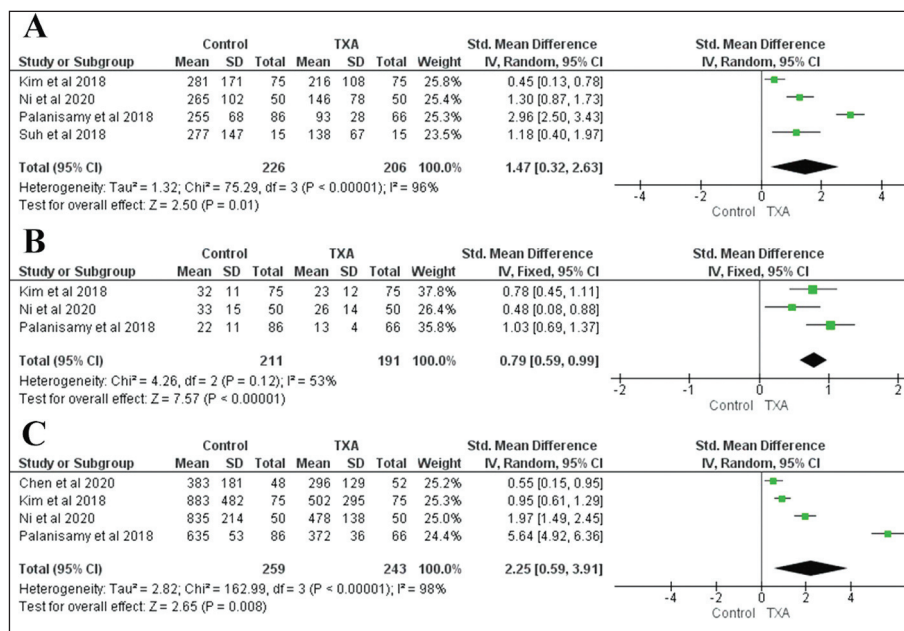 A
Control TXA Std. Mean Difference Std. Mean Difference
Study or Subgroup Mean SD Total Mean SD Total Weight IV, Random, 95% CI IV, Random, 95% CI
Kim et al 2018 281 171 75 216 108 75 25.8% 0.45 [0.13, 0.78]
Ni et al 2020 265 102 50 146 78 50 25.4% 1.30 [0.87, 1.73]
Palanisamy et al 2018 255 68 86 93 28 66 25.3% 2.96 [2.50, 3.43]
Suh et al 2018 277 147 15 138 67 15 23.5% 1.18 [0.40, 1.97]
Total (95% CI) 226 206 100.0% 1.47 [0.32, 2.63]
Heterogeneity: Tau² = 1.32; Chi² = 75.29, df = 3 (P < 0.00001); I² = 96%
Test for overall effect: Z = 2.50 (P = 0.01)
-4 -2 0 2 4
Control TXA
B
Control TXA Std. Mean Difference Std. Mean Difference
Study or Subgroup Mean SD Total Mean SD Total Weight IV, Fixed, 95% CI IV, Fixed, 95% CI
Kim et al 2018 32 11 75 23 12 75 37.8% 0.78 [0.45, 1.11]
Ni et al 2020 33 15 50 26 14 50 26.4% 0.48 [0.08, 0.88]
Palanisamy et al 2018 22 11 86 13 4 66 35.8% 1.03 [0.69, 1.37]
Total (95% CI) 211 191 100.0% 0.79 [0.59, 0.99]
Heterogeneity: Chi² = 4.26, df = 2 (P = 0.12); I² = 53%
Test for overall effect: Z = 7.57 (P < 0.00001)
-2 -1 0 1 2
Control TXA
C
Control TXA Std. Mean Difference Std. Mean Difference
Study or Subgroup Mean SD Total Mean SD Total Weight IV, Random, 95% CI IV, Random, 95% CI
Chen et al 2020 383 181 48 296 129 52 25.2% 0.55 [0.15, 0.95]
Kim et al 2018 883 482 75 502 295 75 25.5% 0.95 [0.61, 1.29]
Ni et al 2020 835 214 50 478 138 50 25.0% 1.97 [1.49, 2.45]
Palanisamy et al 2018 635 53 86 372 36 66 24.4% 5.64 [4.92, 6.36]
Total (95% CI) 259 243 100.0% 2.25 [0.59, 3.91]
Heterogeneity: Tau² = 2.82; Chi² = 162.99, df = 3 (P < 0.00001); I² = 98%
Test for overall effect: Z = 2.65 (P = 0.008)
-4 -2 0 2 4
Control TXA